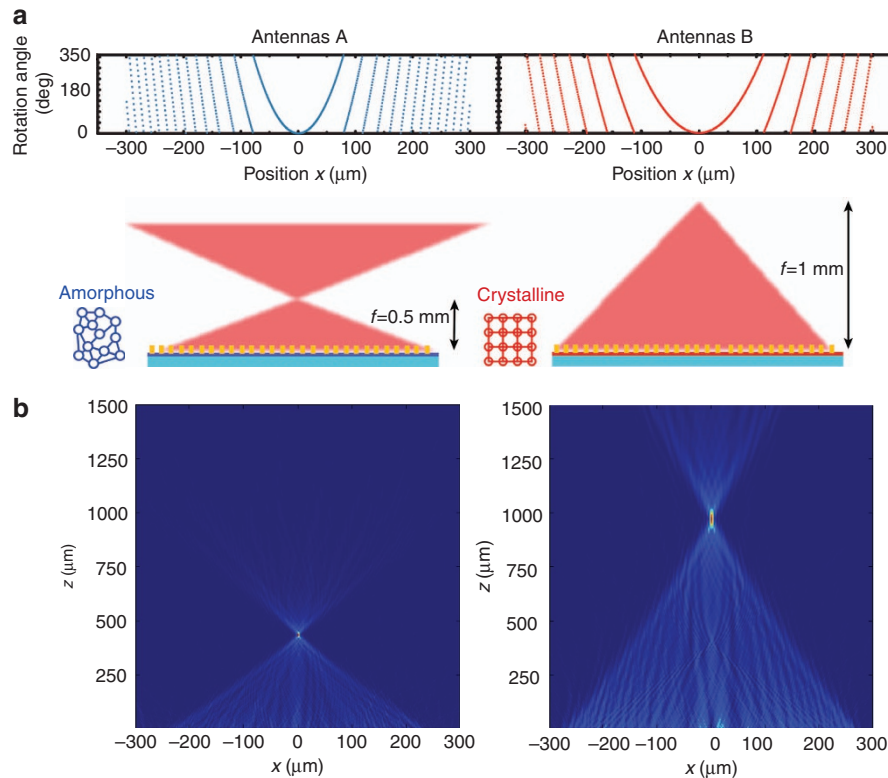 a
Antennas A
Antennas B
Rotation angle (deg)
350
180
0
−300 −200 −100 0 100 200 300
−300 −200 −100 0 100 200 300
Position x (μm)
Position x (μm)
Amorphous
f=0.5 mm
Crystalline
f=1 mm
b
1500
1250
1000
750
500
250
z (μm)
−300 −200 −100 0 100 200 300
x (μm)
1500
1250
1000
750
500
250
z (μm)
−300 −200 −100 0 100 200 300
x (μm)